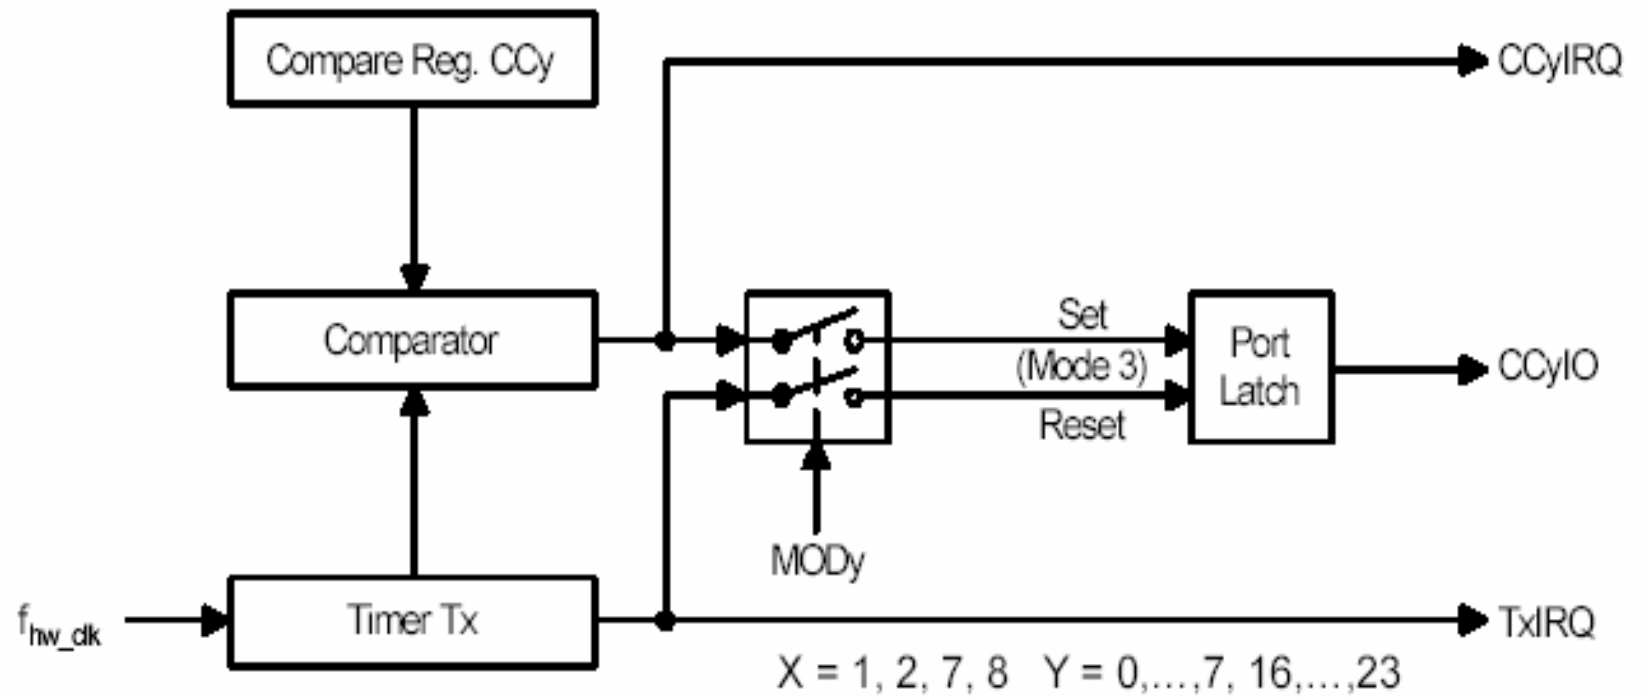 Compare Reg. CCy
CCyIRQ
Comparator
Set
(Mode 3)
Reset
Port
Latch
CCyIO
MODy
fhw_clk
Timer Tx
TxIRQ
X = 1, 2, 7, 8 Y = 0,...,7, 16,...,23